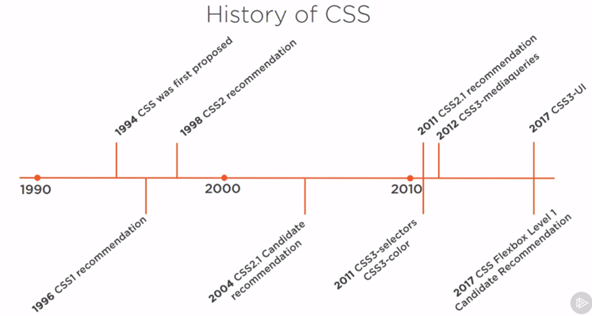 History of CSS
1994 CSS was first proposed
1998 CSS2 recommendation
2011 CSS2.1 recommendation
2012 CSS3-mediaqueries
2017 CSS3-UI
1990
2000
2010
1996 CSS1 recommendation
2004 CSS2.1 Candidate
recommendation
2011 CSS3-selectors
CSS3-color
2017 CSS Flexbox Level 1
Candidate Recommendation